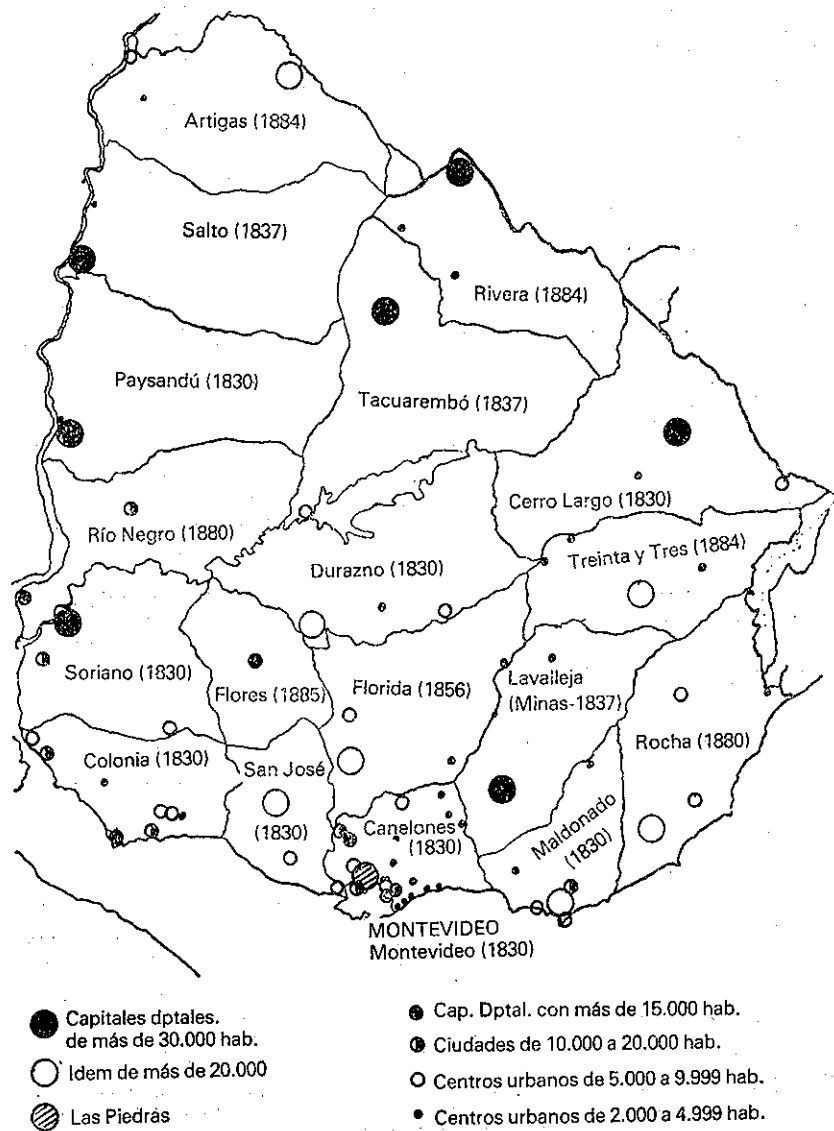 Artigas (1884)
Salto (1837)
Rivera (1884)
Paysandú (1830)
Tacuarembó (1837)
Cerro Largo (1830)
Río Negro (1880)
Treinta y Tres (1884)
Durazno (1830)
Soriano (1830)
Flores (1885)
Florida (1856)
Lavalleja
(Minas-1837)
Rocha (1880)
Colonia (1830)
San José
(1830)
Canelones
(1830)
Maldonado
(1830)
MONTEVIDEO
Montevideo (1830)
Capitales dptales.
de más de 30.000 hab.
Idem de más de 20.000
Las Piedras
Cap. Dptal. con más de 15.000 hab.
Ciudades de 10.000 a 20.000 hab.
Centros urbanos de 5.000 a 9.999 hab.
Centros urbanos de 2.000 a 4.999 hab.